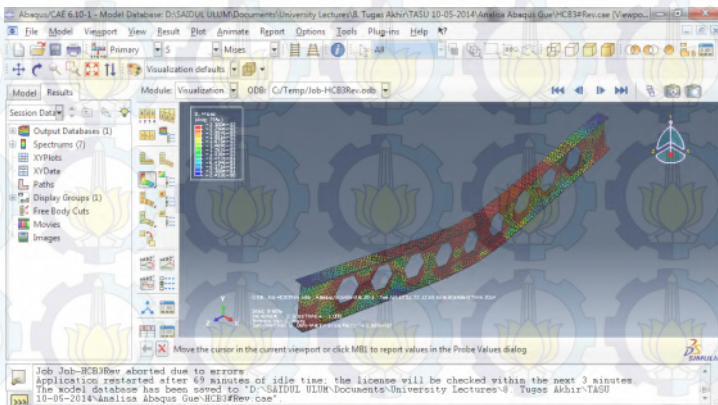 Abaqus/CAE 6.10-1 - Model Database: D:\SAIDUL ULUM\Documents\University Lectures\8. Tugas Akhir\TASU 10-05-2014\Analisa Abaqus Gue\HCB3#Rev.cae [Viewpo...
File Model Viewport View Result Plot Animate Report Options Tools Plug-ins Help
Primary S Mises All
Visualization defaults
Model Results Module: Visualization ODB: C:/Temp/Job-HCB3Rev.odb
Session Data
Output Databases (1)
Spectrums (7)
XYPlots
XYData
Paths
Display Groups (1)
Free Body Cuts
Movies
Images
S, Mises
Y
Z X
Move the cursor in the current viewport or click MB1 to report values in the Probe Values dialog
SIMULIA
Job Job-HCB3Rev aborted due to errors
Application restarted after 69 minutes of idle time; the license will be checked within the next 3 minutes.
The model database has been saved to "D:\SAIDUL ULUM\Documents\University Lectures\8. Tugas Akhir\TASU
10-05-2014\Analisa Abaqus Gue\HCB3#Rev.cae".